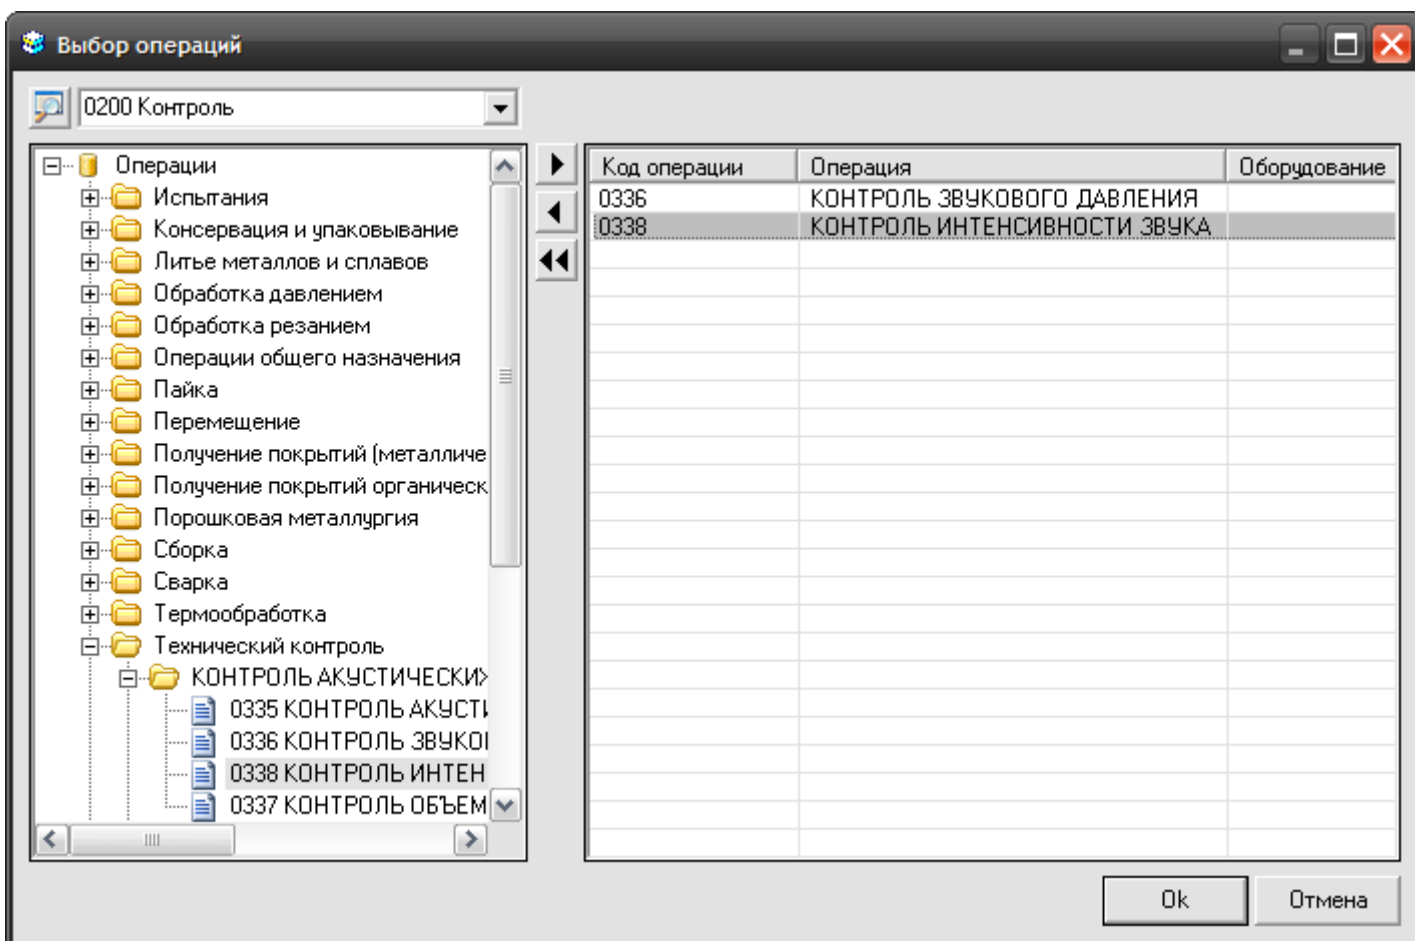 Выбор операций
0200 Контроль
Операции
Испытания
Консервация и упаковывание
Литье металлов и сплавов
Обработка давлением
Обработка резанием
Операции общего назначения
Пайка
Перемещение
Получение покрытий (металличе
Получение покрытий органическ
Порошковая металлургия
Сборка
Сварка
Термообработка
Технический контроль
КОНТРОЛЬ АКУСТИЧЕСКИХ
0335 КОНТРОЛЬ АКУСТИ
0336 КОНТРОЛЬ ЗВУКОВ
0338 КОНТРОЛЬ ИНТЕН
0337 КОНТРОЛЬ ОБЪЕМ
Код операции Операция Оборудование
0336 КОНТРОЛЬ ЗВУКОВОГО ДАВЛЕНИЯ
0338 КОНТРОЛЬ ИНТЕНСИВНОСТИ ЗВУКА
Ok Отмена